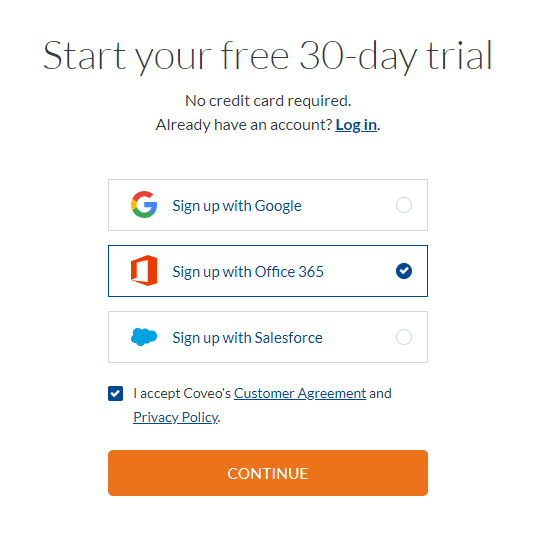 Start your free 30-day trial
No credit card required.
Already have an account? Log in.
Sign up with Google
Sign up with Office 365
Sign up with Salesforce
I accept Coveo's Customer Agreement and
Privacy Policy.
CONTINUE